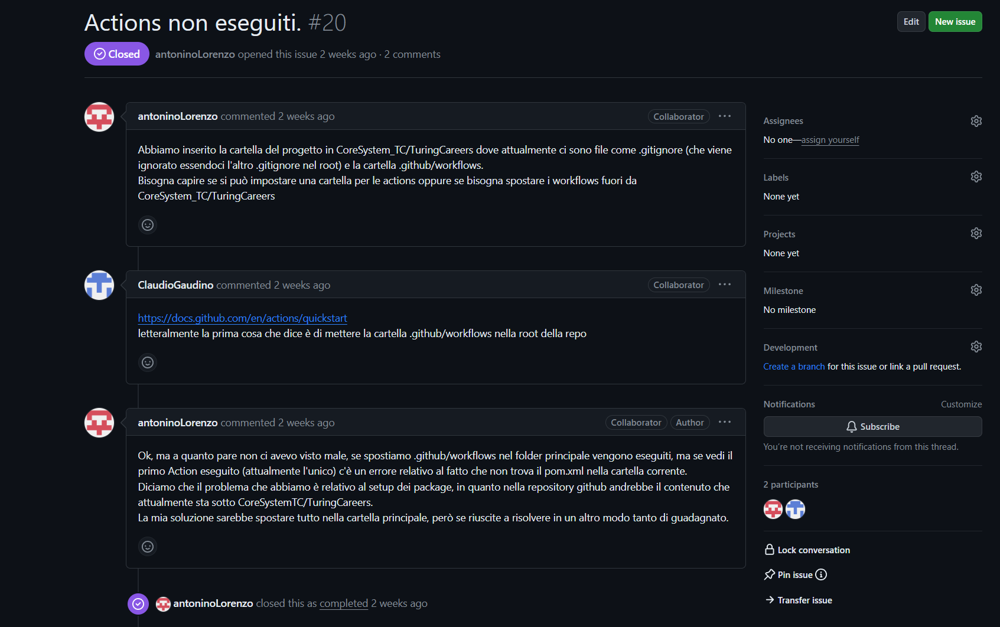 Actions non eseguiti. #20
Edit
New issue
Closed
antoninoLorenzo opened this issue 2 weeks ago · 2 comments
antoninoLorenzo commented 2 weeks ago
Collaborator
Abbiamo inserito la cartella del progetto in CoreSystem_TC/TuringCareers dove attualmente ci sono file come .gitignore (che viene
ignorato essendoci l'altro .gitignore nel root) e la cartella .github/workflows.
Bisogna capire se si può impostare una cartella per le actions oppure se bisogna spostare i workflows fuori da
CoreSystem_TC/TuringCareers
ClaudioGaudino commented 2 weeks ago
Collaborator
https://docs.github.com/en/actions/quickstart
letteralmente la prima cosa che dice è di mettere la cartella .github/workflows nella root della repo
antoninoLorenzo commented 2 weeks ago
Collaborator
Author
Ok, ma a quanto pare non ci avevo visto male, se spostiamo .github/workflows nel folder principale vengono eseguiti, ma se vedi il
primo Action eseguito (attualmente l'unico) c'è un errore relativo al fatto che non trova il pom.xml nella cartella corrente.
Diciamo che il problema che abbiamo è relativo al setup dei package, in quanto nella repository github andrebbe il contenuto che
attualmente sta sotto CoreSystemTC/TuringCareers.
La mia soluzione sarebbe spostare tutto nella cartella principale, però se riuscite a risolvere in un altro modo tanto di guadagnato.
antoninoLorenzo closed this as completed 2 weeks ago
Assignees
No one—assign yourself
Labels
None yet
Projects
None yet
Milestone
No milestone
Development
Create a branch for this issue or link a pull request.
Notifications
Customize
Subscribe
You're not receiving notifications from this thread.
2 participants
Lock conversation
Pin issue
Transfer issue